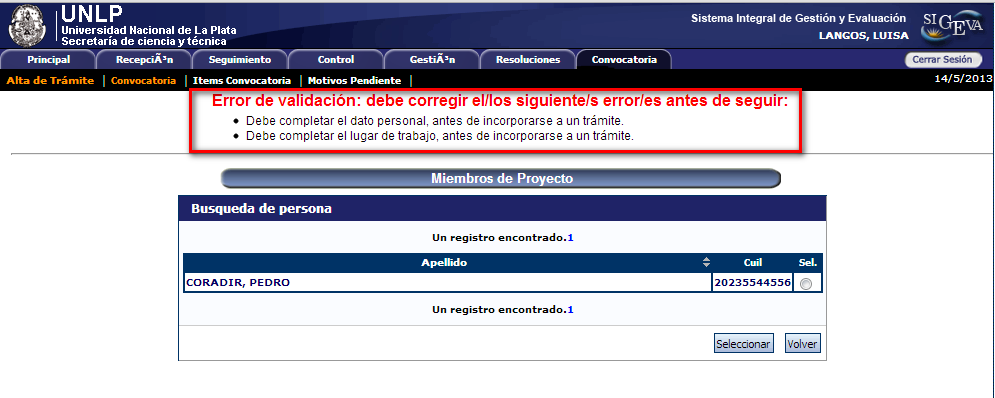 UNLP
Universidad Nacional de La Plata
Secretaría de ciencia y técnica
Sistema Integral de Gestión y Evaluación
LANGOS, LUISA
SIGEVA
Principal RecepciÃ³n Seguimiento Control GestiÃ³n Resoluciones Convocatoria Cerrar Sesión
Alta de Trámite | Convocatoria | Items Convocatoria | Motivos Pendiente | 14/5/2013
Error de validación: debe corregir el/los siguiente/s error/es antes de seguir:
• Debe completar el dato personal, antes de incorporarse a un trámite.
• Debe completar el lugar de trabajo, antes de incorporarse a un trámite.
Miembros de Proyecto
Busqueda de persona
Un registro encontrado.1
Apellido Cuil Sel.
CORADIR, PEDRO 20235544556
Un registro encontrado.1
Seleccionar Volver